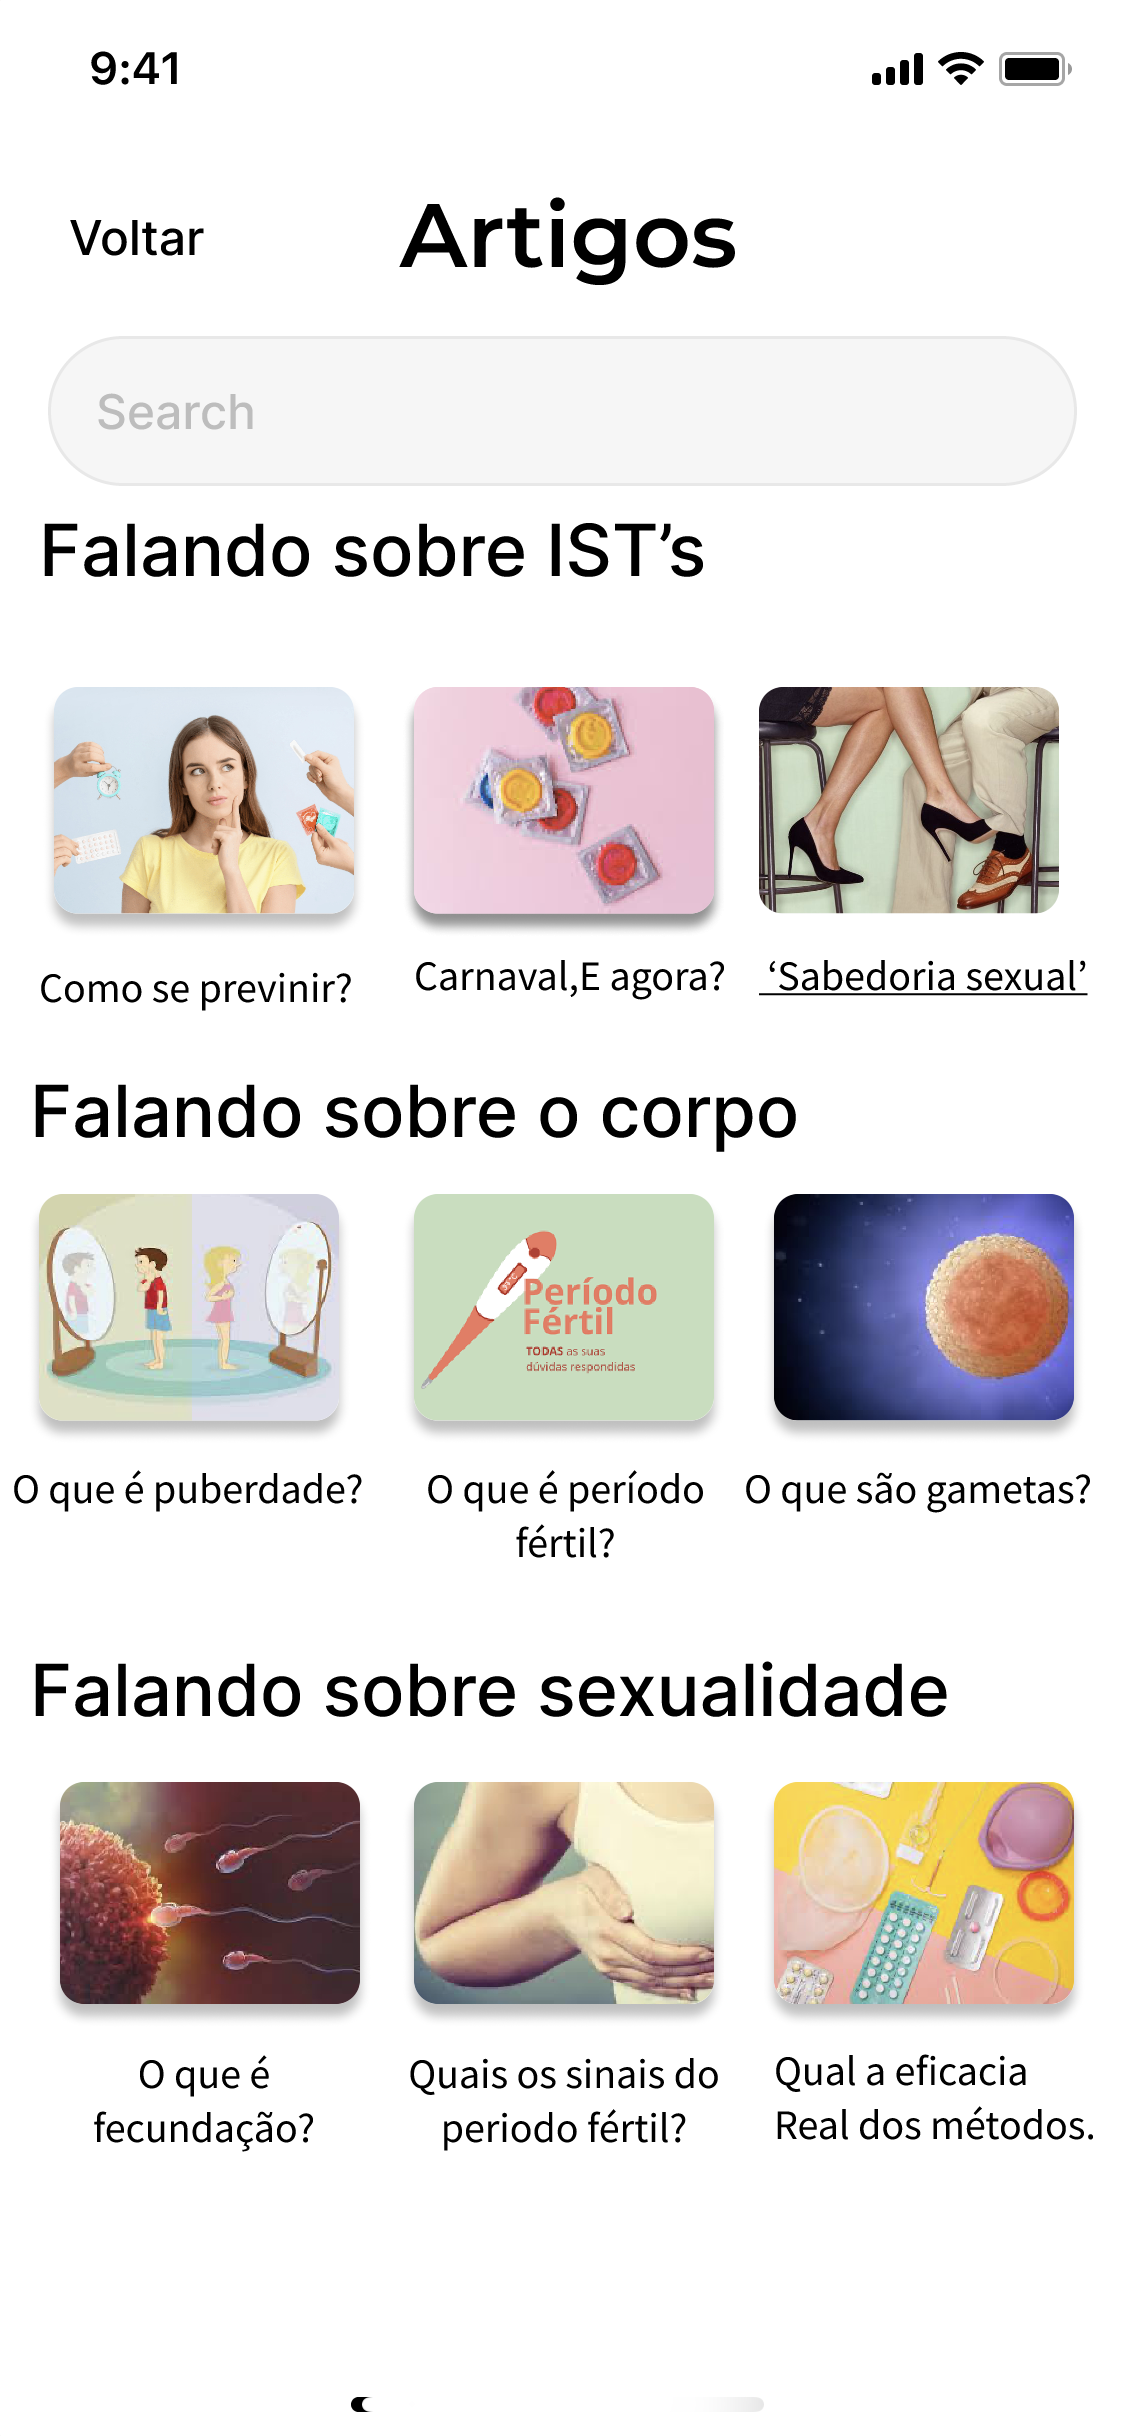 9:41
Voltar
Artigos
Search
Falando sobre IST’s
Como se previnir?
Carnaval,E agora?
‘Sabedoria sexual’
Falando sobre o corpo
Período
Fértil
TODAS as suas
dúvidas respondidas
O que é puberdade?
O que é período
fértil?
O que são gametas?
Falando sobre sexualidade
O que é
fecundação?
Quais os sinais do
periodo fértil?
Qual a eficacia
Real dos métodos.